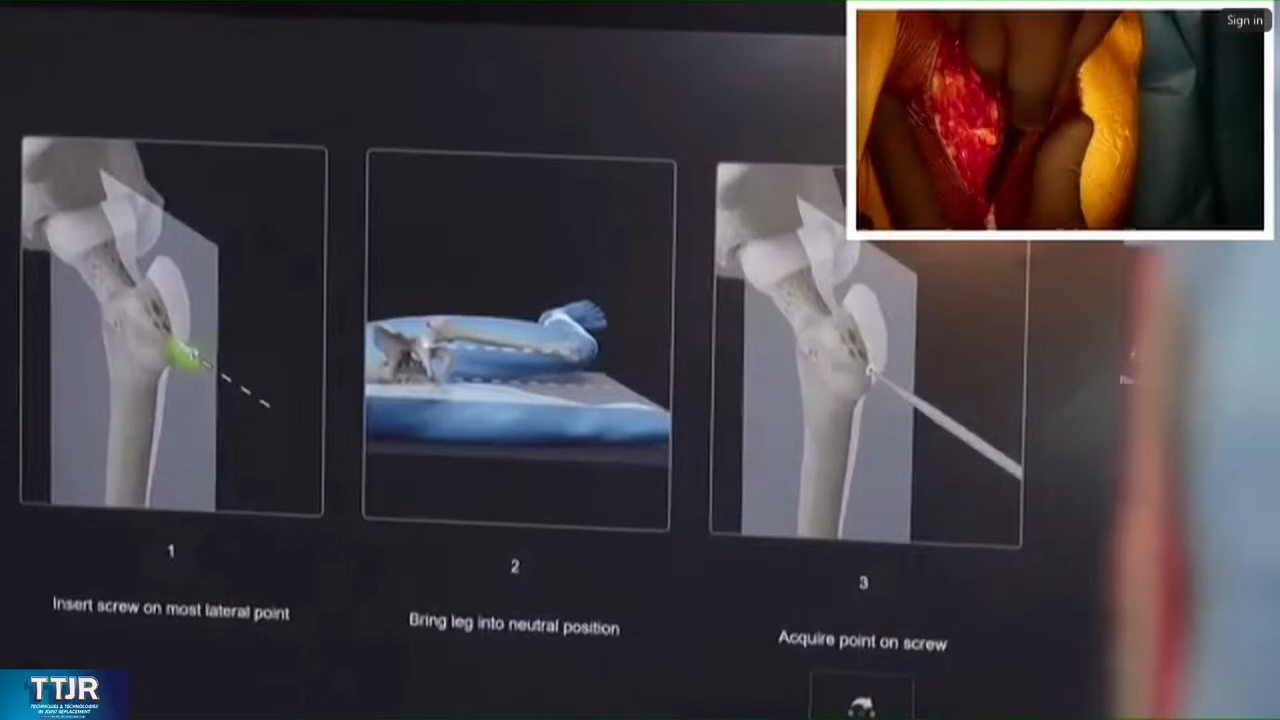 Sign in
1
Insert screw on most lateral point
2
Bring leg into neutral position
3
Acquire point on screw
TTJR
TECHNIQUES & TECHNOLOGIES
IN JOINT REPLACEMENT